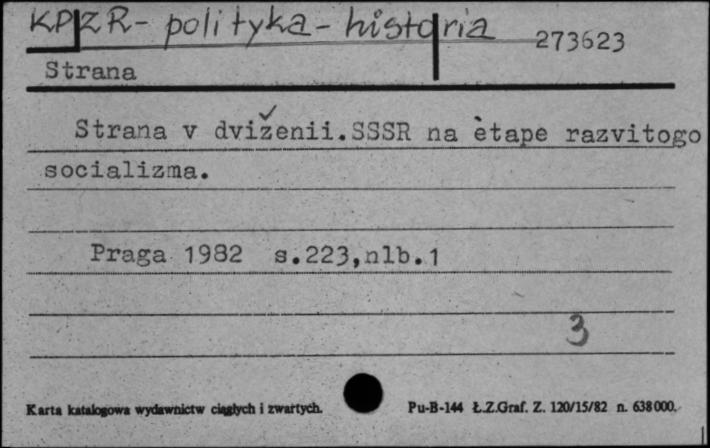 KPZR - polityka - historia 273623
Strana
Strana v dviženii.SSSR na ètape razvitogo
socializma.
Praga 1982 s.223,nlb.1
3
Karta katalogowa wydawnictw ciągłych i zwartych. Pu-B-144 Ł.Z.Graf. Z. 120/15/82 n. 638000.